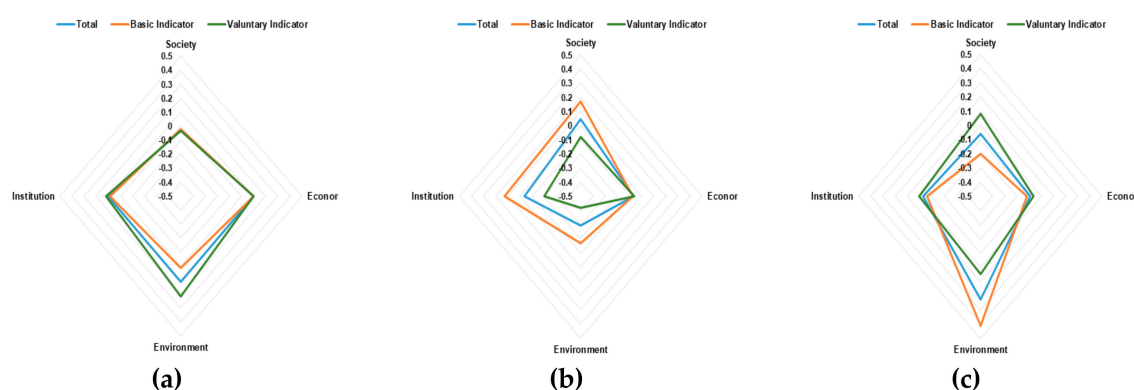 Total Basic Indicator Valuntary Indicator
Society
0.5
0.4
0.3
0.2
0.1
0
-0.1
-0.2
-0.3
-0.4
-0.5
Institution
Econor
Environment
(a)
Total Basic Indicator Valuntary Indicator
Society
0.5
0.4
0.3
0.2
0.1
0
-0.1
-0.2
-0.3
-0.4
-0.5
Institution
Econor
Environment
(b)
Total Basic Indicator Valuntary Indicator
Society
0.5
0.4
0.3
0.2
0.1
0
-0.1
-0.2
-0.3
-0.4
-0.5
Institution
Econo
Environment
(c)